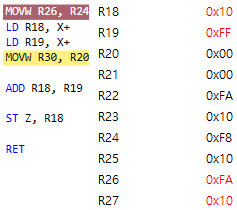 MOVW R26, R24
LD R18, X+
LD R19, X+
MOVW R30, R20
ADD R18, R19
ST Z, R18
RET
R18 0x10
R19 0xFF
R20 0x00
R21 0x00
R22 0xFA
R23 0x10
R24 0xF8
R25 0x10
R26 0xFA
R27 0x10